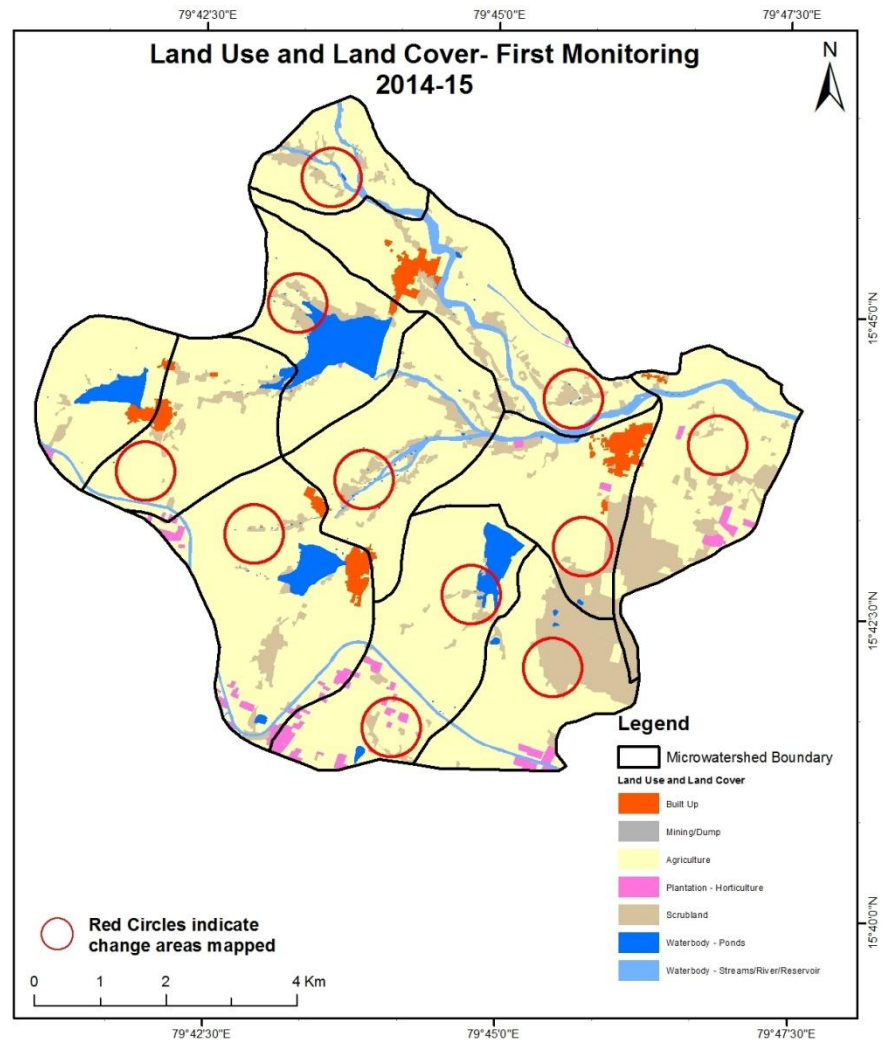 79°42'30"E 79°45'0"E 79°47'30"E
Land Use and Land Cover- First Monitoring
2014-15
N
15°45'0"N
15°42'30"N
15°40'0"N
Legend
Microwatershed Boundary
Land Use and Land Cover
Built Up
Mining/Dump
Agriculture
Plantation - Horticulture
Scrubland
Waterbody - Ponds
Waterbody - Streams/River/Reservoir
Red Circles indicate
change areas mapped
0 1 2 4 Km
79°42'30"E 79°45'0"E 79°47'30"E